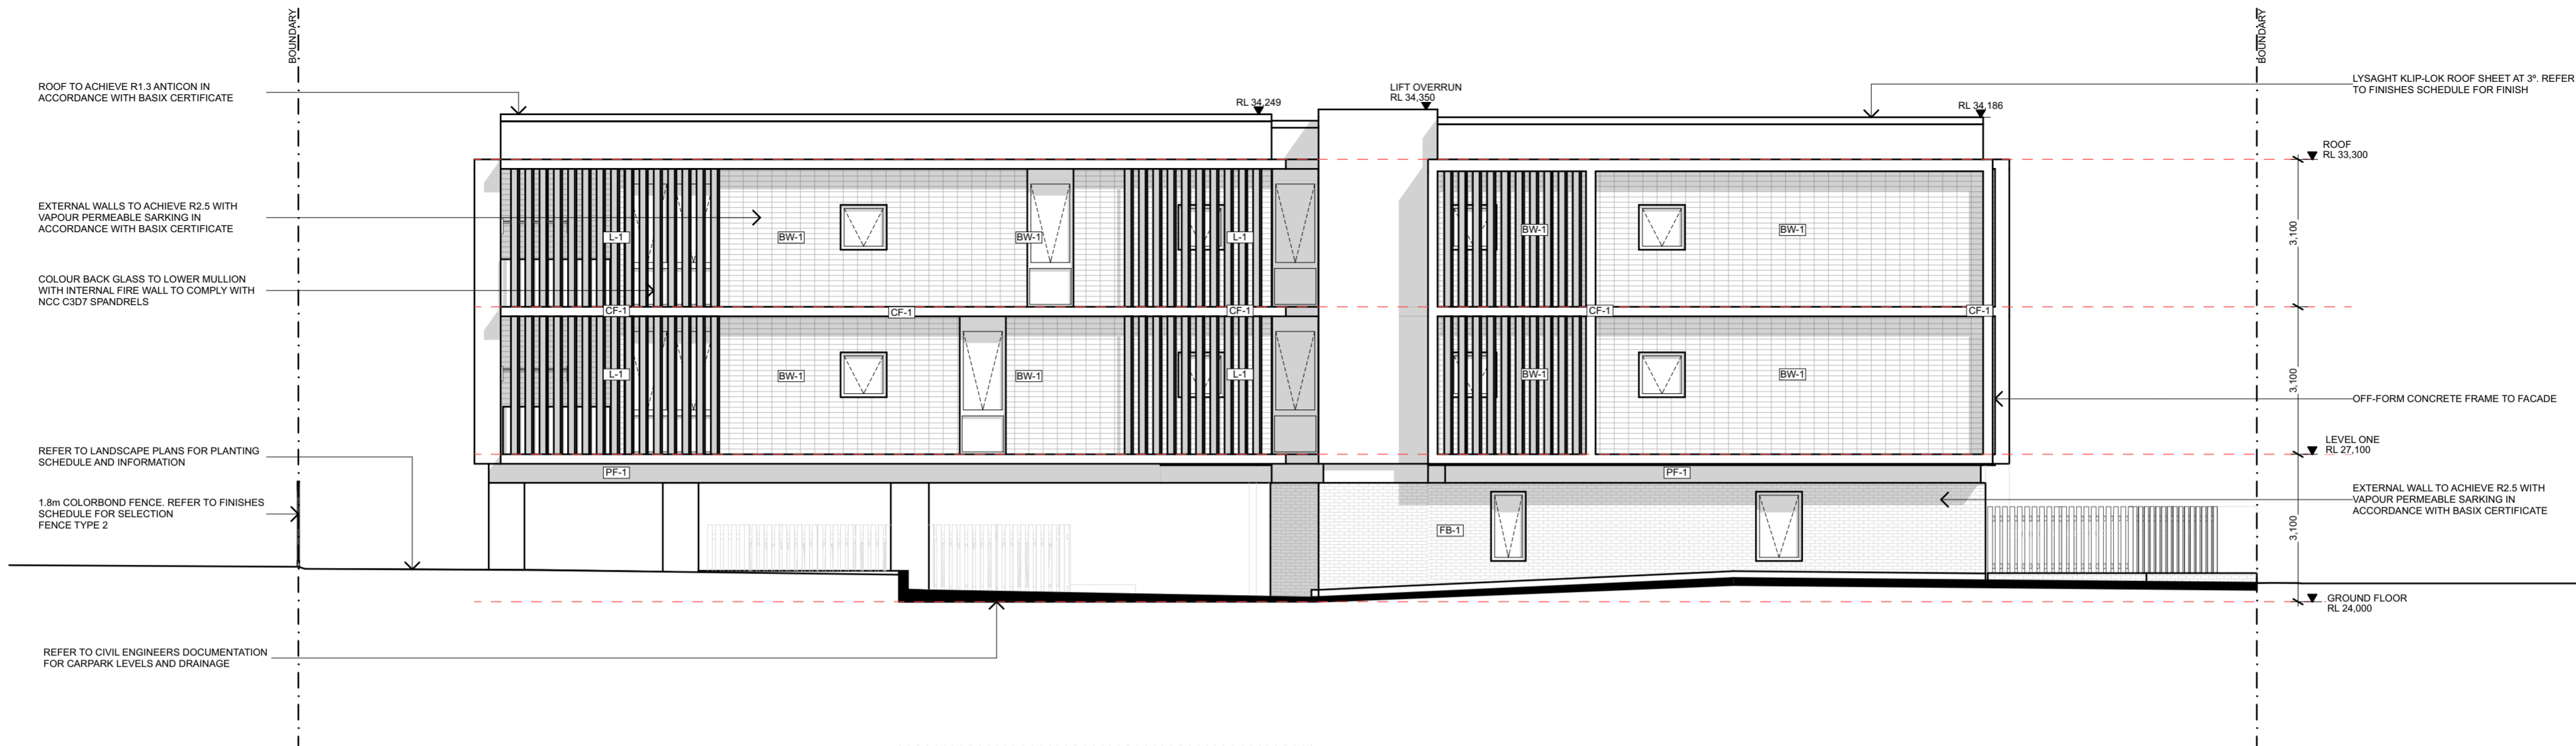 BOUNDARY
BOUNDARY
ROOF TO ACHIEVE R1.3 ANTICON IN
ACCORDANCE WITH BASIX CERTIFICATE
RL 34,249
LIFT OVERRUN
RL 34,350
RL 34,186
LYSAGHT KLIP-LOK ROOF SHEET AT 3º. REFER
TO FINISHES SCHEDULE FOR FINISH
ROOF
RL 33,300
EXTERNAL WALLS TO ACHIEVE R2.5 WITH
VAPOUR PERMEABLE SARKING IN
ACCORDANCE WITH BASIX CERTIFICATE
L-1
BW-1
BW-1
L-1
BW-1
BW-1
3,100
COLOUR BACK GLASS TO LOWER MULLION
WITH INTERNAL FIRE WALL TO COMPLY WITH
NCC C3D7 SPANDRELS
CF-1
CF-1
CF-1
CF-1
CF-1
L-1
BW-1
BW-1
L-1
BW-1
BW-1
3,100
OFF-FORM CONCRETE FRAME TO FACADE
LEVEL ONE
RL 27,100
REFER TO LANDSCAPE PLANS FOR PLANTING
SCHEDULE AND INFORMATION
PF-1
PF-1
1.8m COLORBOND FENCE. REFER TO FINISHES
SCHEDULE FOR SELECTION
FENCE TYPE 2
EXTERNAL WALL TO ACHIEVE R2.5 WITH
VAPOUR PERMEABLE SARKING IN
ACCORDANCE WITH BASIX CERTIFICATE
FB-1
3,100
GROUND FLOOR
RL 24,000
REFER TO CIVIL ENGINEERS DOCUMENTATION
FOR CARPARK LEVELS AND DRAINAGE